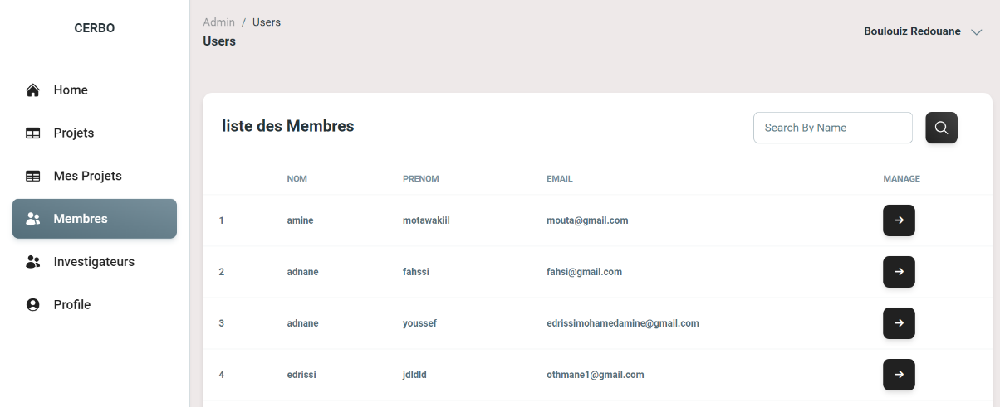 CERBO
Home
Projets
Mes Projets
Membres
Investigateurs
Profile
Admin / Users
Users
Boulouiz Redouane
liste des Membres
Search By Name
NOM PRENOM EMAIL MANAGE
1 amine motawakiil mouta@gmail.com
2 adnane fahssi fahsi@gmail.com
3 adnane youssef edrissimohamedamine@gmail.com
4 edrissi jdldld othmane1@gmail.com